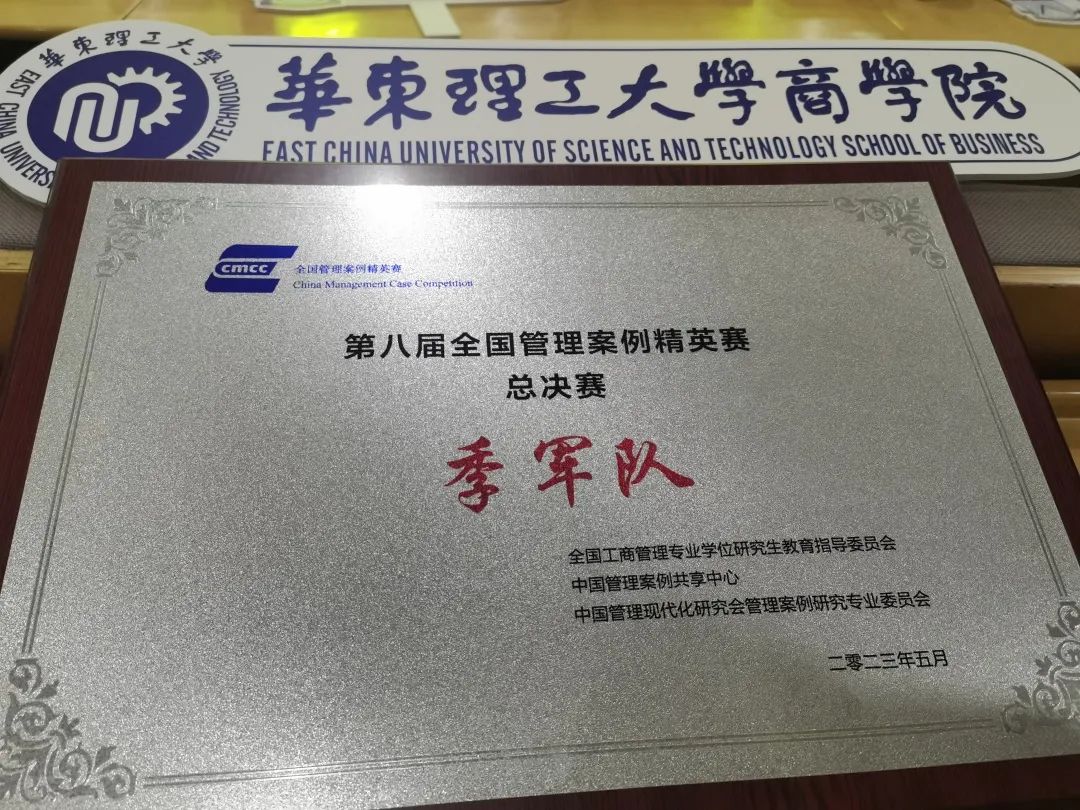 華東理工大學
EAST CHINA UNIVERSITY OF SCIENCE AND TECHNOLOGY
華東理工大學商學院
EAST CHINA UNIVERSITY OF SCIENCE AND TECHNOLOGY SCHOOL OF BUSINESS
cmcc
全国管理案例精英赛
China Management Case Competition
第八届全国管理案例精英赛
总决赛
季军队
全国工商管理专业学位研究生教育指导委员会
中国管理案例共享中心
中国管理现代化研究会管理案例研究专业委员会
二零二三年五月